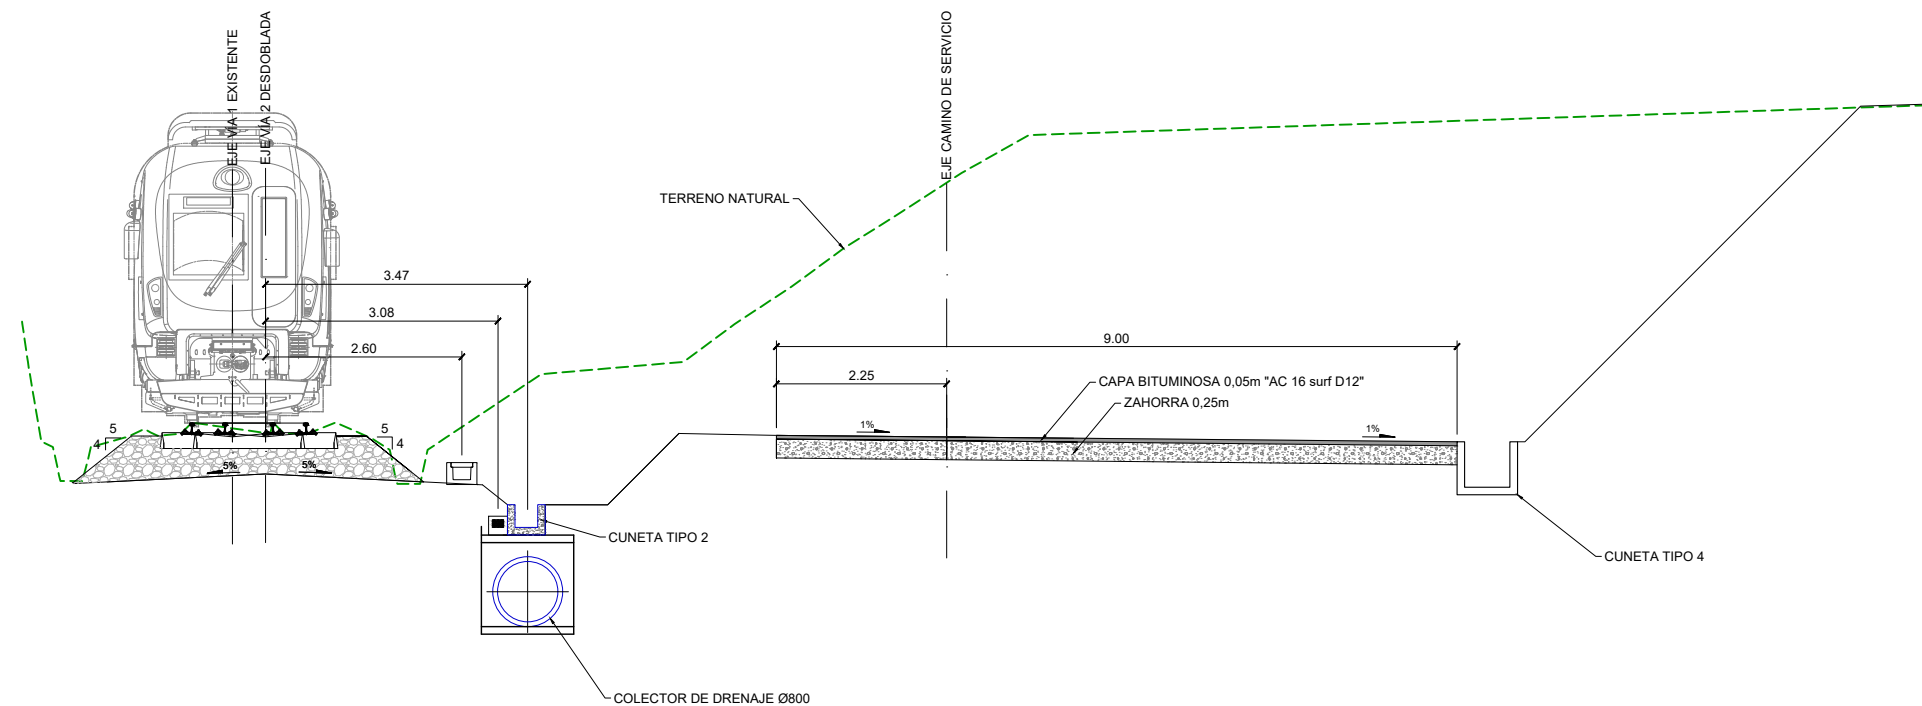 EJE VÍA 1 EXISTENTE
EJE VÍA 2 DESDOBLADA
EJE CAMINO DE SERVICIO
TERRENO NATURAL
3.47
3.08
2.60
9.00
2.25
CAPA BITUMINOSA 0,05m "AC 16 surf D12"
ZAHORRA 0,25m
1%
1%
5
4
5
4
5%
5%
CUNETA TIPO 2
CUNETA TIPO 4
COLECTOR DE DRENAJE Ø800